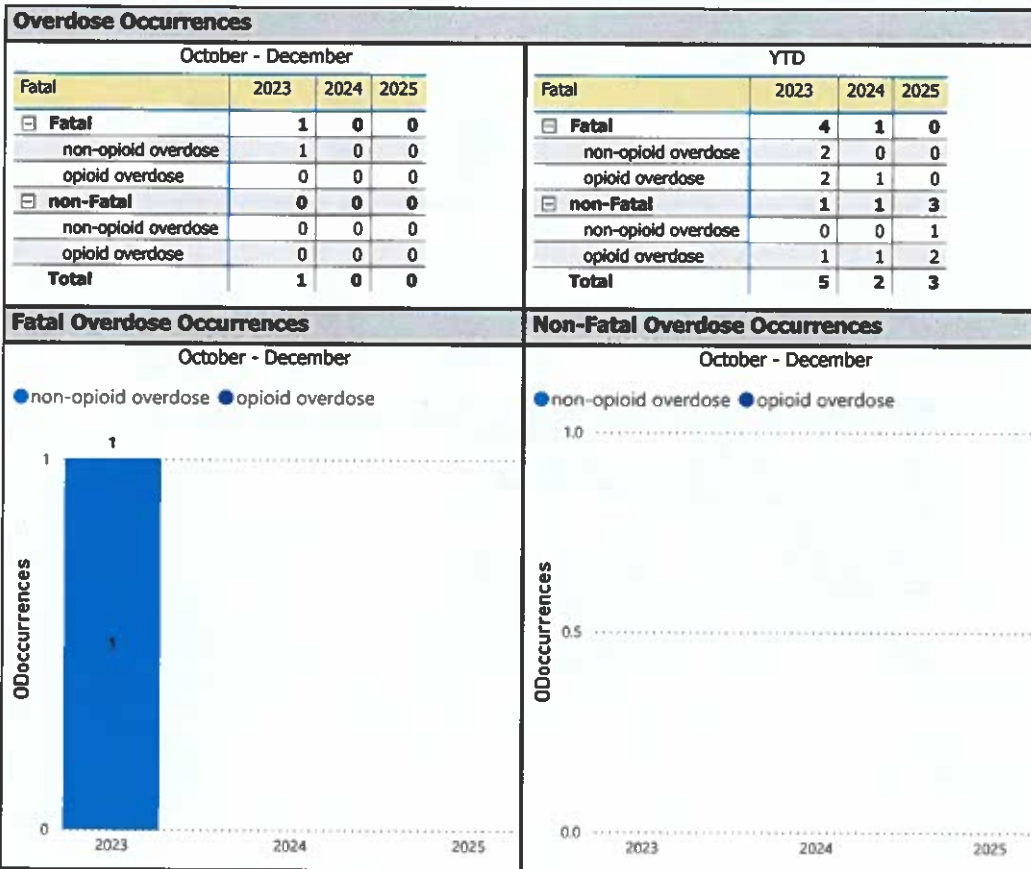 Overdose Occurrences
October - December
Fatal 2023 2024 2025
Fatal 1 0 0
non-opioid overdose 1 0 0
opioid overdose 0 0 0
non-Fatal 0 0 0
non-opioid overdose 0 0 0
opioid overdose 0 0 0
Total 1 0 0
YTD
Fatal 2023 2024 2025
Fatal 4 1 0
non-opioid overdose 2 0 0
opioid overdose 2 1 0
non-Fatal 1 1 3
non-opioid overdose 0 0 1
opioid overdose 1 1 2
Total 5 2 3
Fatal Overdose Occurrences
October - December
non-opioid overdose opioid overdose
1
1
1
0
ODoccurrences
2023 2024 2025
Non-Fatal Overdose Occurrences
October - December
non-opioid overdose opioid overdose
1.0
0.5
0.0
ODoccurrences
2023 2024 2025